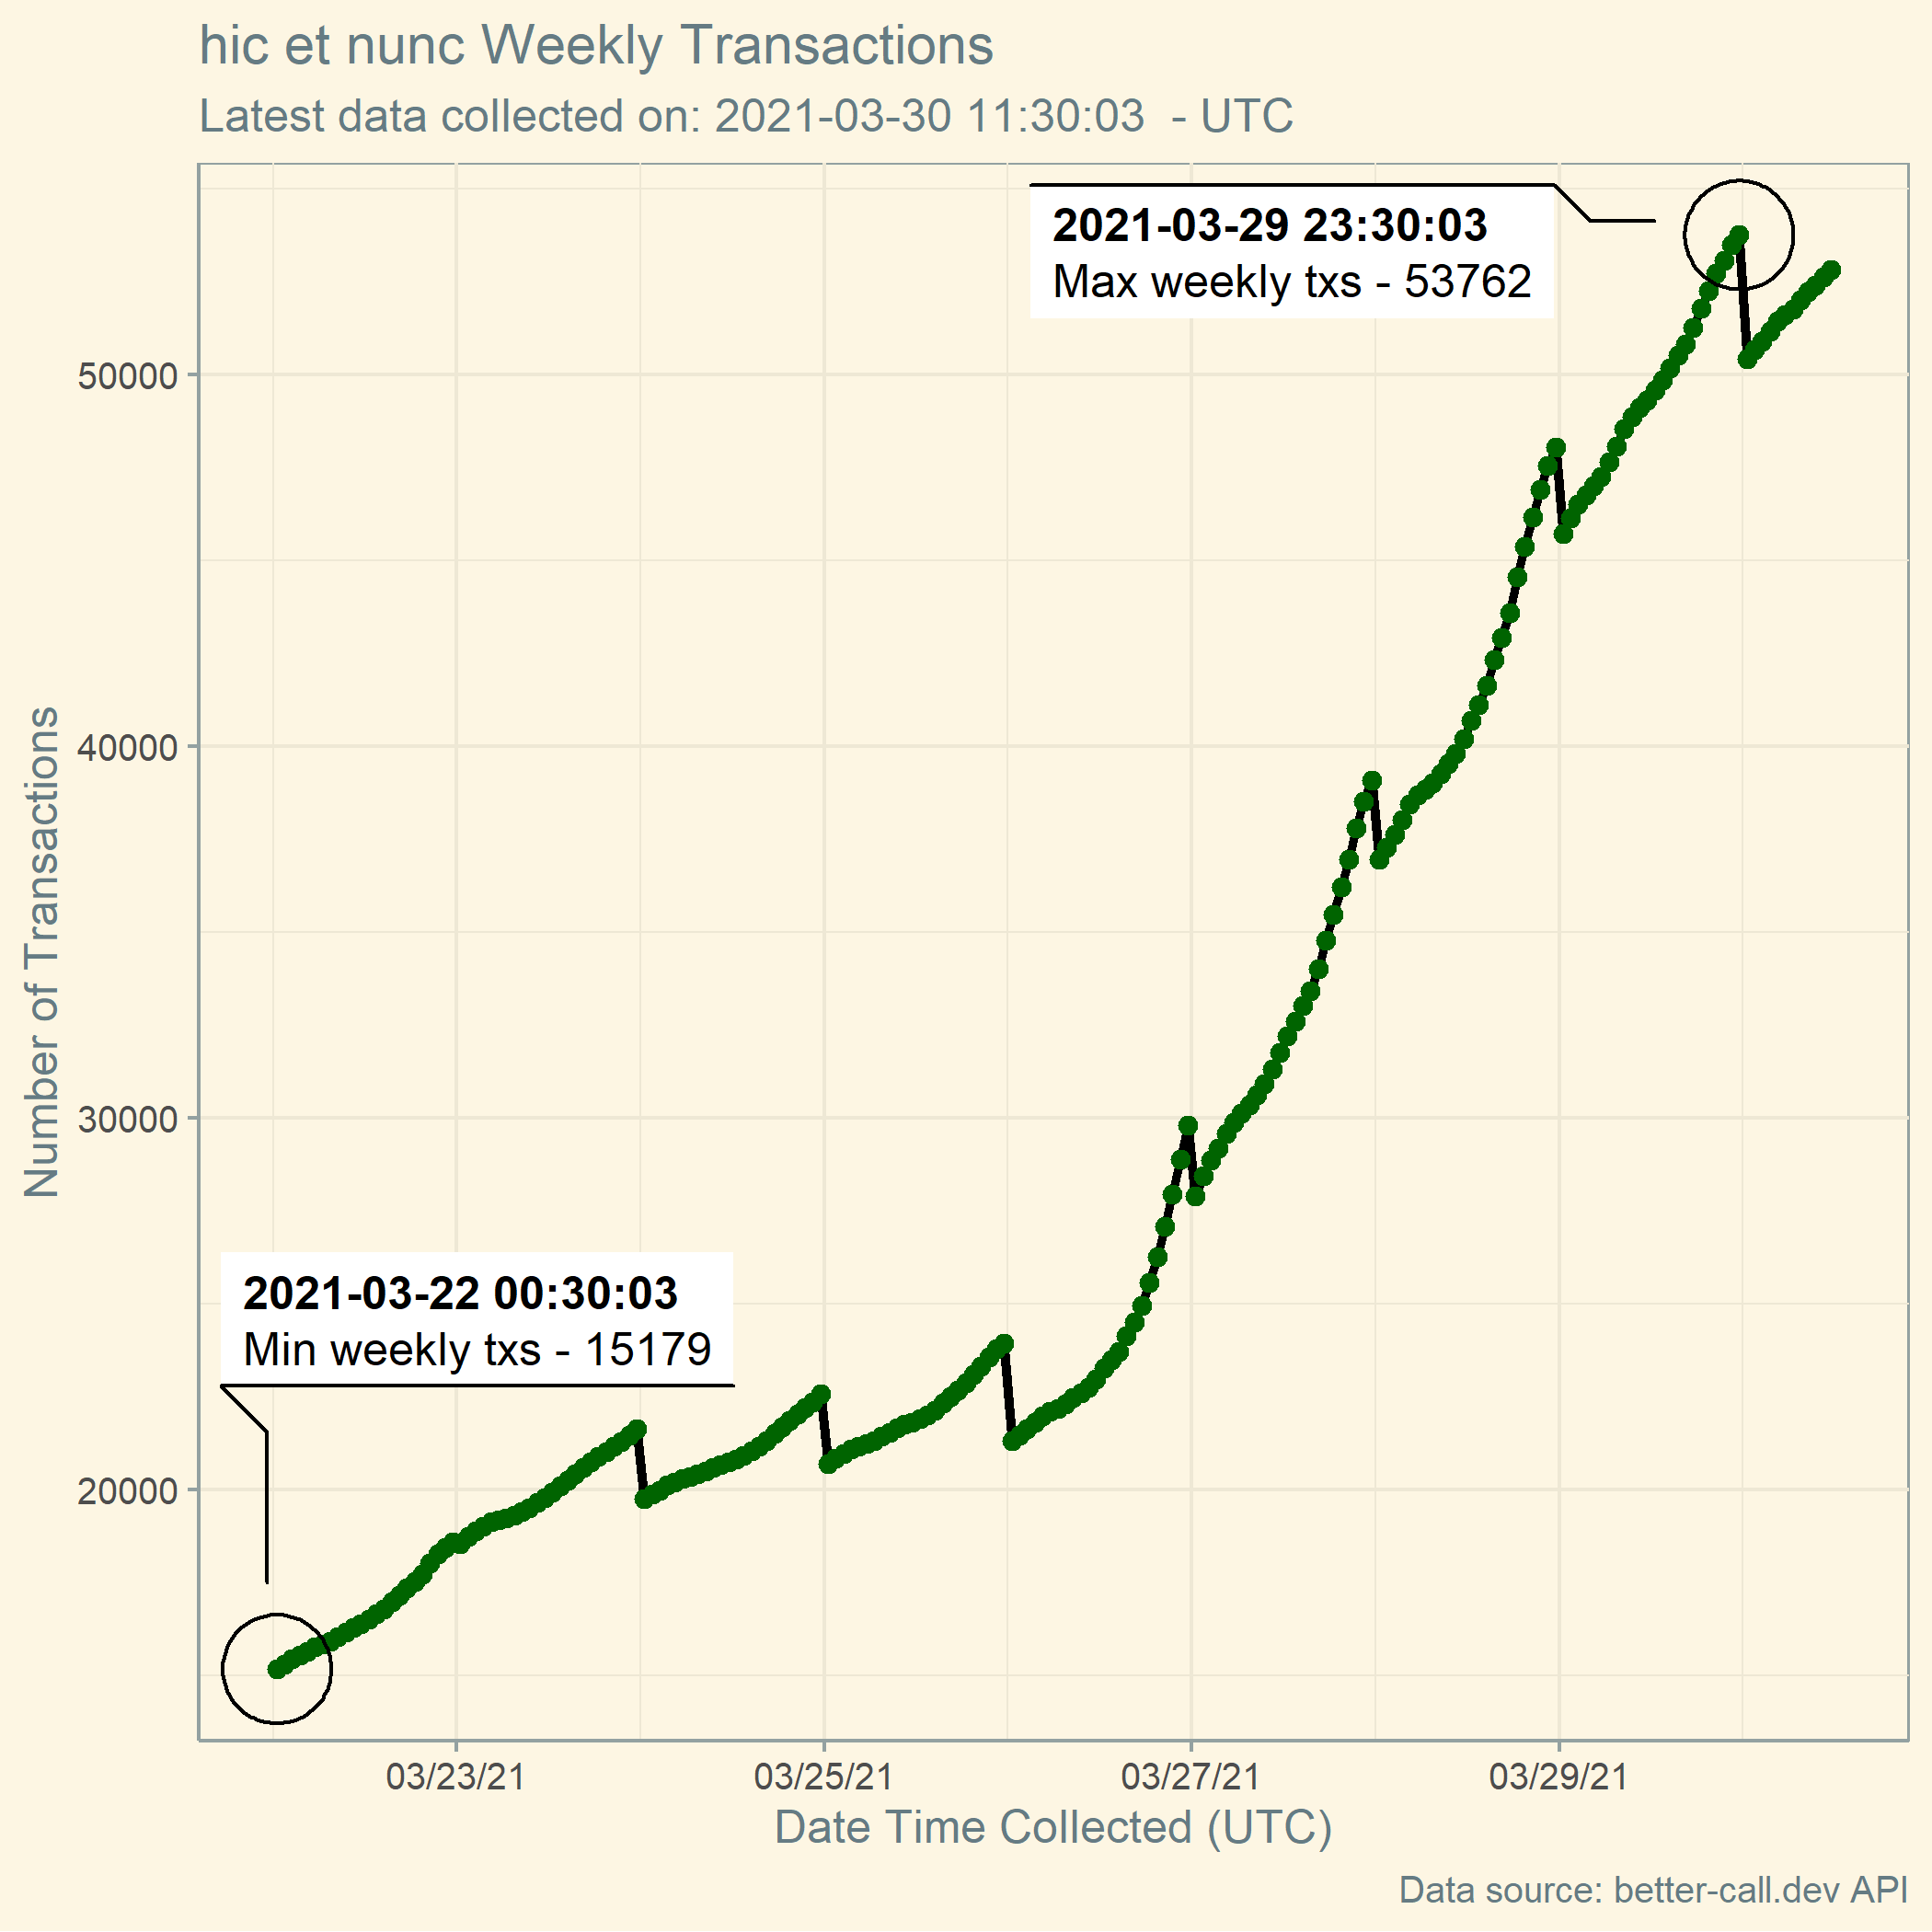 hic et nunc Weekly Transactions
Latest data collected on: 2021-03-30 11:30:03  - UTC
2021-03-29 23:30:03
Max weekly txs - 53762
50000
40000
30000
20000
Number of Transactions
2021-03-22 00:30:03
Min weekly txs - 15179
03/23/21
03/25/21
03/27/21
03/29/21
Date Time Collected (UTC)
Data source: better-call.dev API